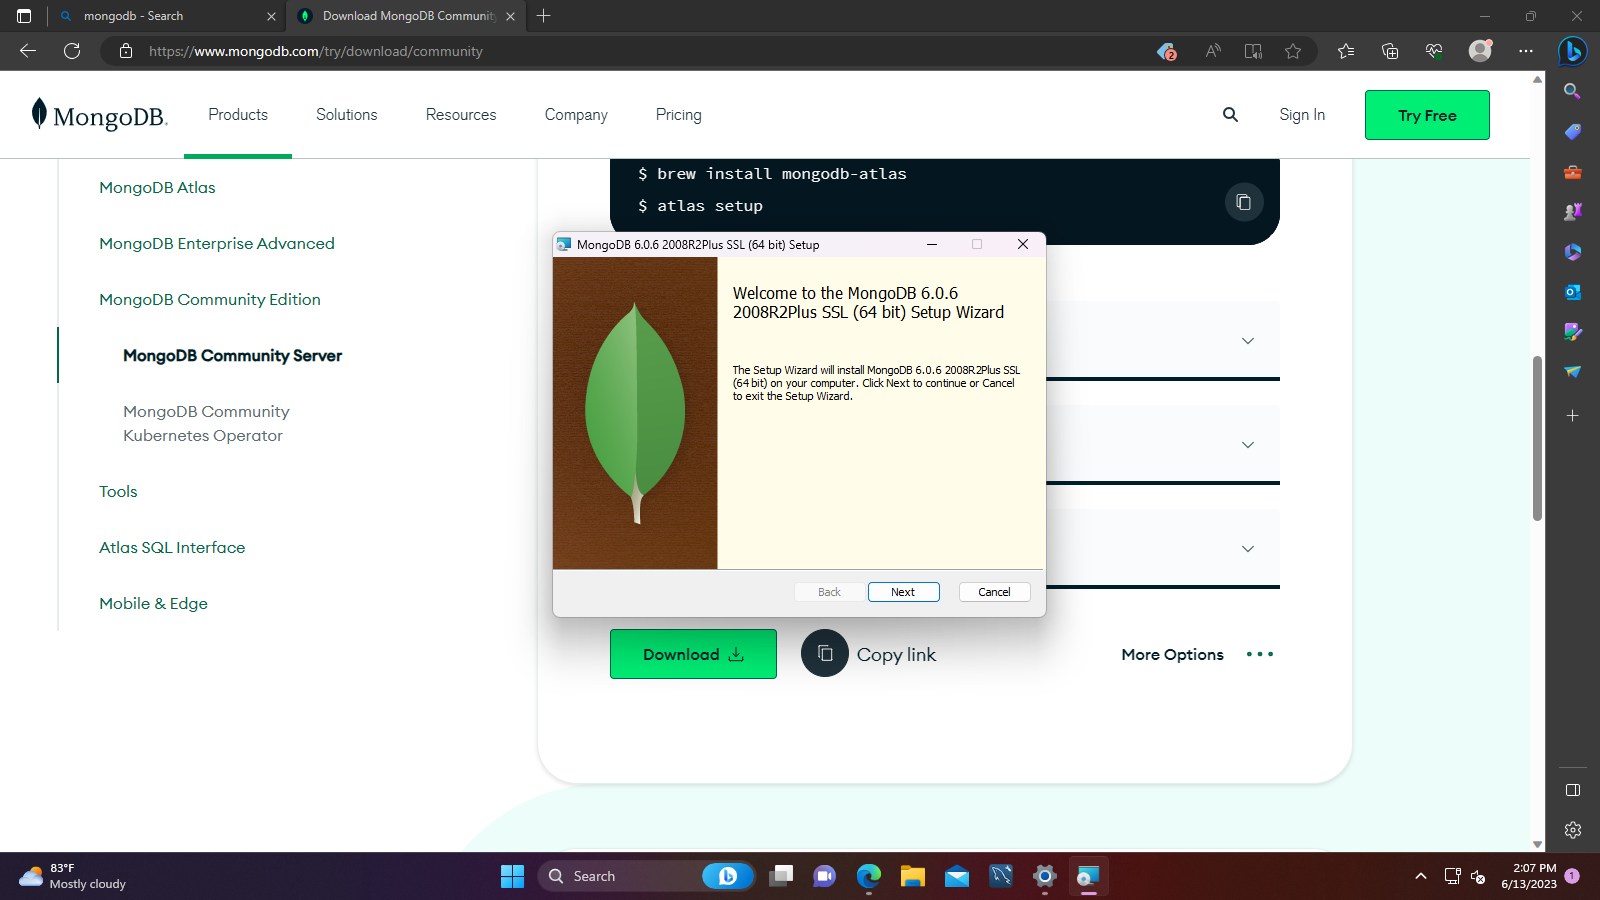 mongodb - Search
Download MongoDB Community
https://www.mongodb.com/try/download/community
2
MongoDB.
Products
Solutions
Resources
Company
Pricing
Sign In
Try Free
MongoDB Atlas
MongoDB Enterprise Advanced
MongoDB Community Edition
MongoDB Community Server
MongoDB Community
Kubernetes Operator
Tools
Atlas SQL Interface
Mobile & Edge
$ brew install mongodb-atlas
$ atlas setup
MongoDB 6.0.6 2008R2Plus SSL (64 bit) Setup
Welcome to the MongoDB 6.0.6
2008R2Plus SSL (64 bit) Setup Wizard
The Setup Wizard will install MongoDB 6.0.6 2008R2Plus SSL
(64 bit) on your computer. Click Next to continue or Cancel
to exit the Setup Wizard.
Back
Next
Cancel
Download
Copy link
More Options
83°F
Mostly cloudy
Search
2:07 PM
6/13/2023
1